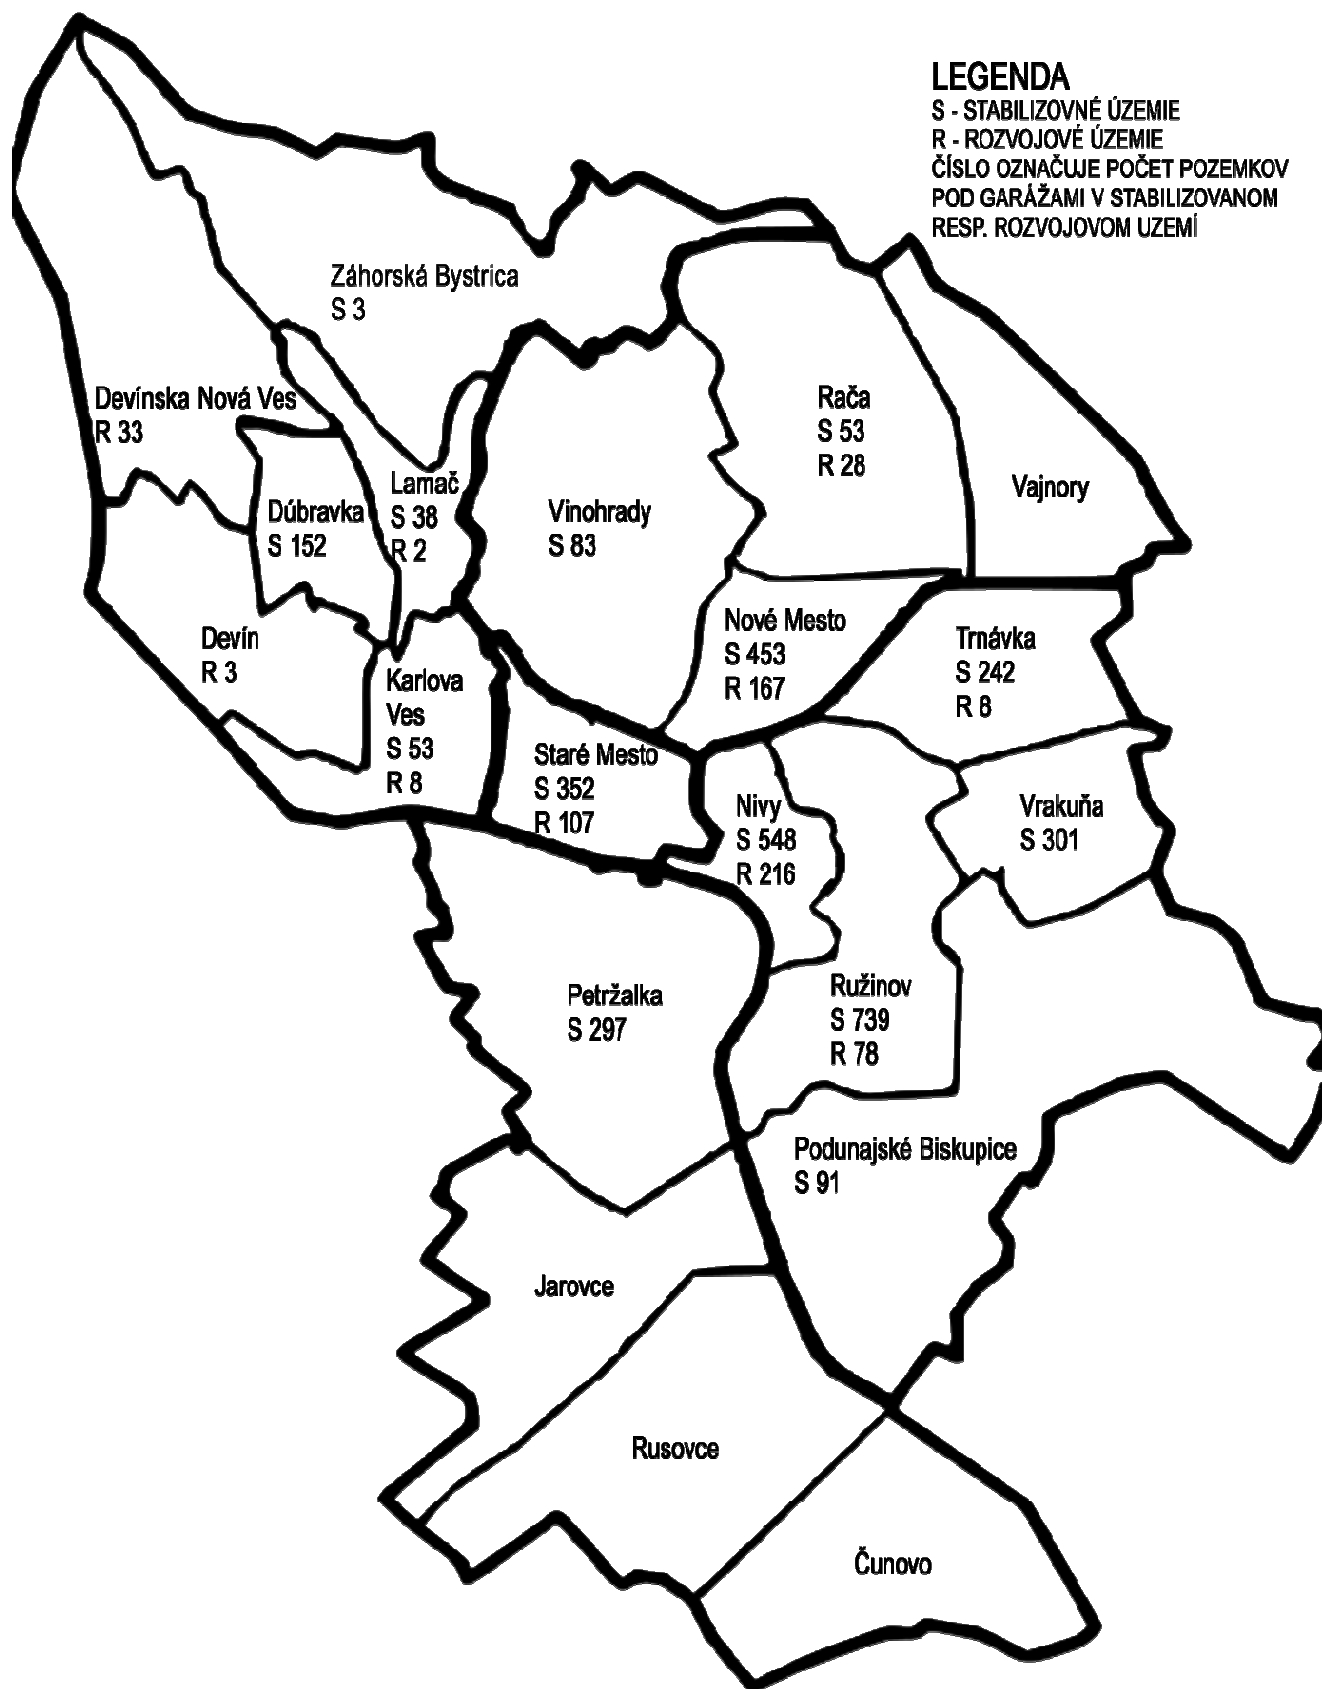 LEGENDA
S - STABILIZOVNÉ ÚZEMIE
R - ROZVOJOVÉ ÚZEMIE
ČÍSLO OZNAČUJE POČET POZEMKOV
POD GARÁŽAMI V STABILIZOVANOM
RESP. ROZVOJOVOM UZEMÍ
Záhorská Bystrica
S 3
Devínska Nová Ves
R 33
Rača
S 53
R 28
Vajnory
Lamač
S 38
R 2
Dúbravka
S 152
Vinohrady
S 83
Devín
R 3
Nové Mesto
S 453
R 167
Trnávka
S 242
R 8
Karlova
Ves
S 53
R 8
Staré Mesto
S 352
R 107
Nivy
S 548
R 216
Vrakuňa
S 301
Petržalka
S 297
Ružinov
S 739
R 78
Podunajské Biskupice
S 91
Jarovce
Rusovce
Čunovo